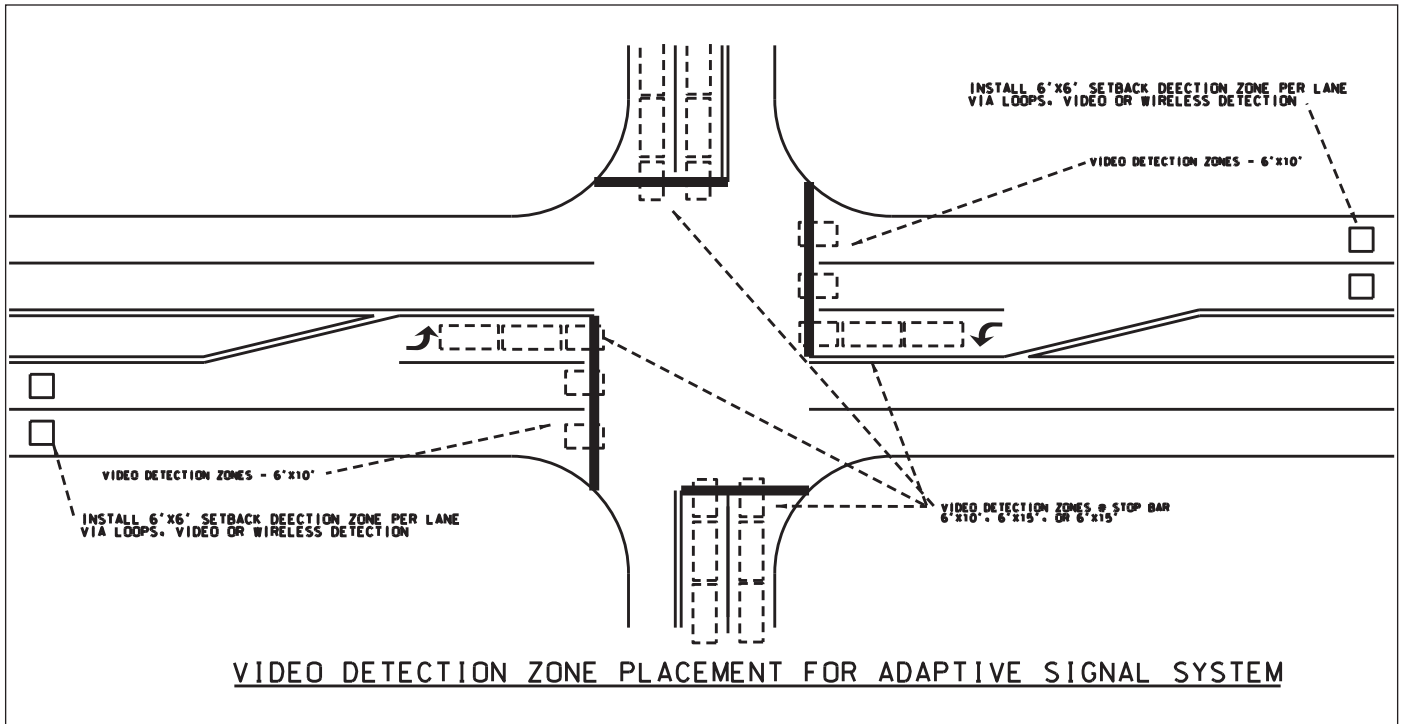 INSTALL 6'X6' SETBACK DEECTION ZONE PER LANE
VIA LOOPS. VIDEO OR WIRELESS DETECTION
VIDEO DETECTION ZONES - 6'X10'
VIDEO DETECTION ZONES - 6'X10'
INSTALL 6'X6' SETBACK DEECTION ZONE PER LANE
VIA LOOPS. VIDEO OR WIRELESS DETECTION
VIDEO DETECTION ZONES @ STOP BAR
6'X10'. 6'X15'. OR 6'X15'
VIDEO DETECTION ZONE PLACEMENT FOR ADAPTIVE SIGNAL SYSTEM